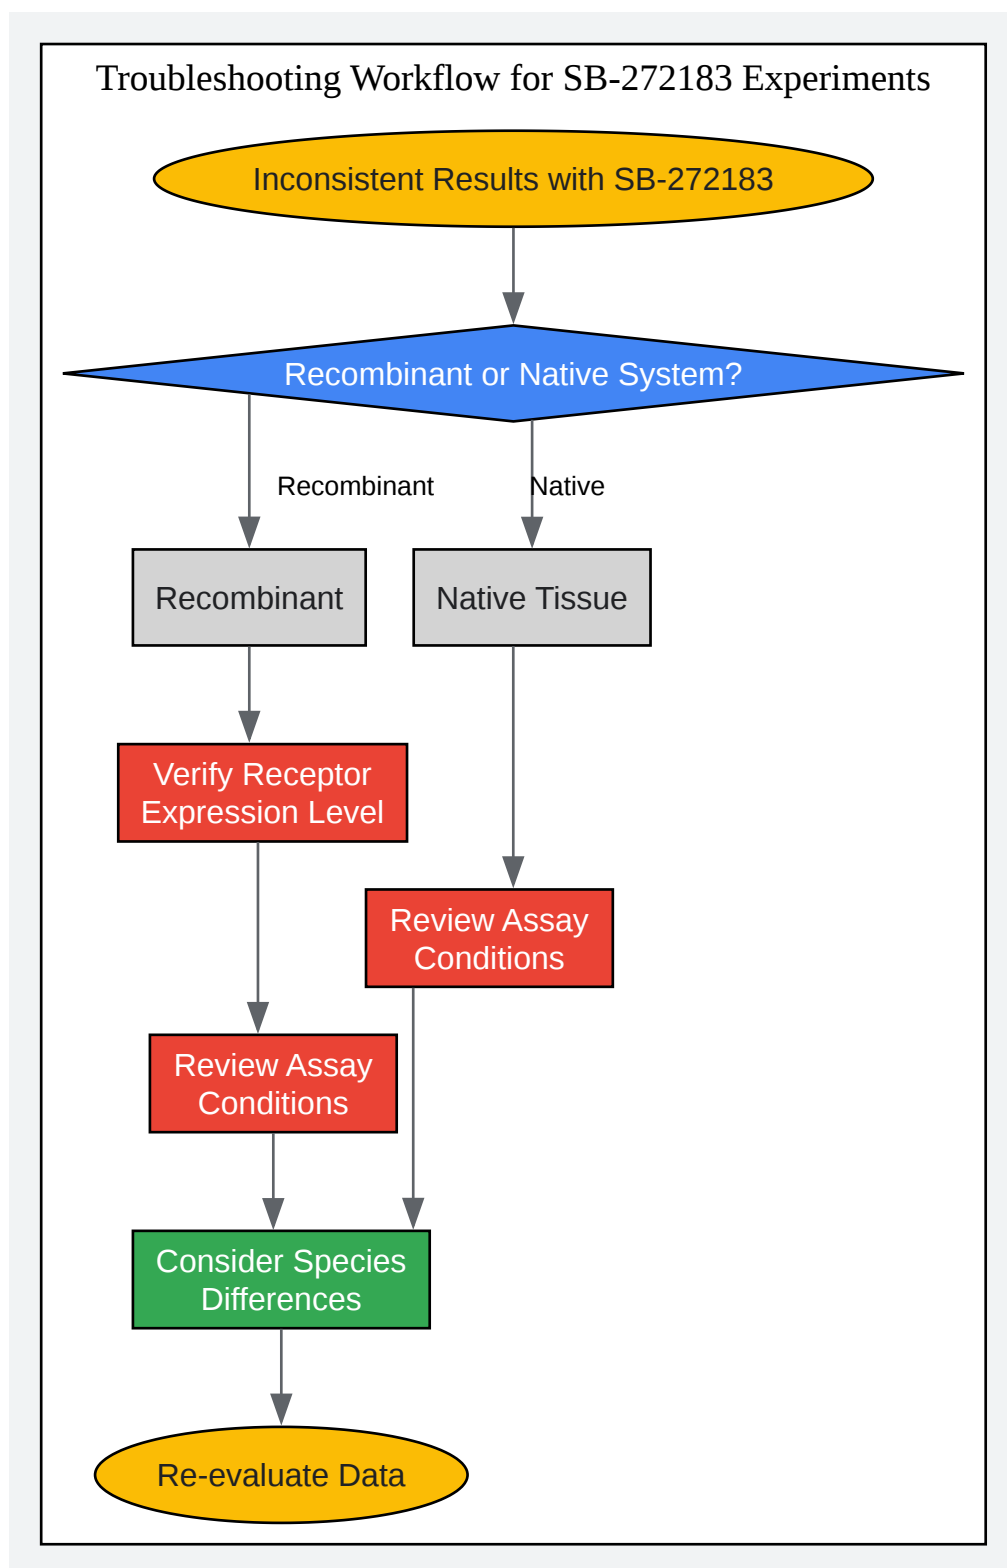 Troubleshooting Workflow for SB-272183 Experiments
Inconsistent Results with SB-272183
Recombinant or Native System?
Recombinant
Native
Recombinant
Native Tissue
Verify Receptor
Expression Level
Review Assay
Conditions
Review Assay
Conditions
Consider Species
Differences
Re-evaluate Data